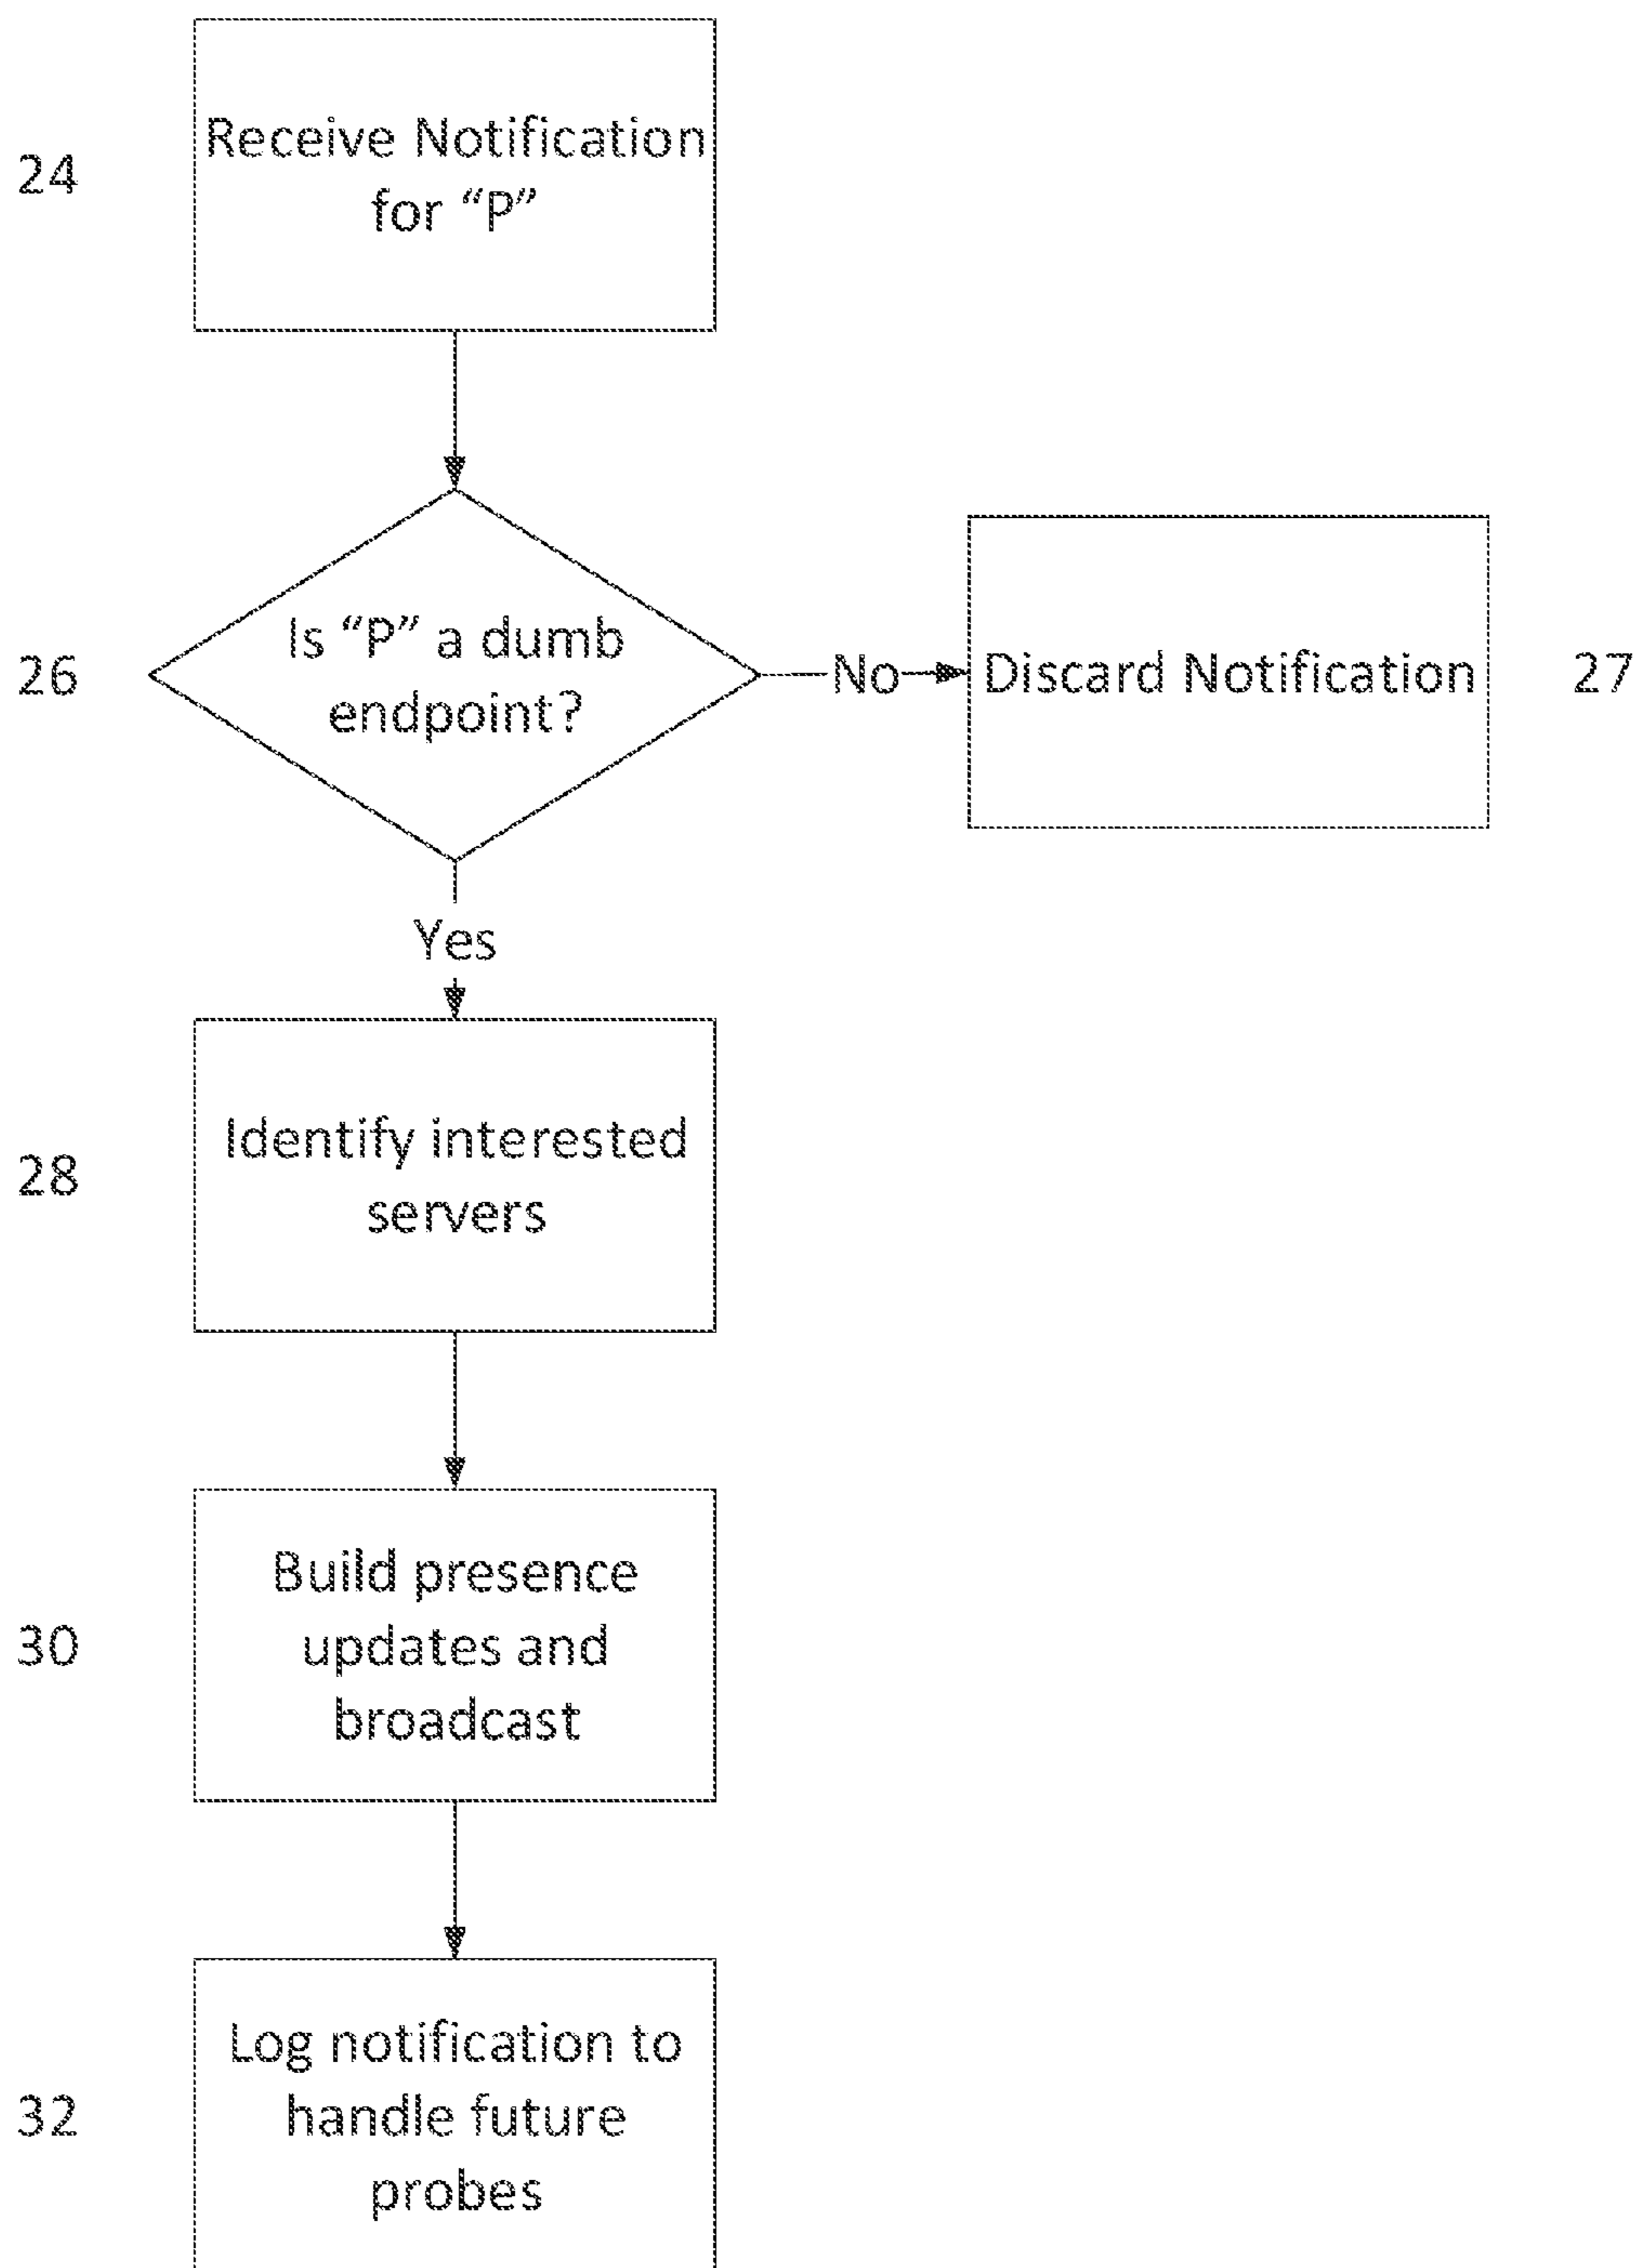 24
Receive Notification
for “P”
26
Is “P” a dumb
endpoint?
No
Discard Notification
27
Yes
28
Identify interested
servers
30
Build presence
updates and
broadcast
32
Log notification to
handle future
probes